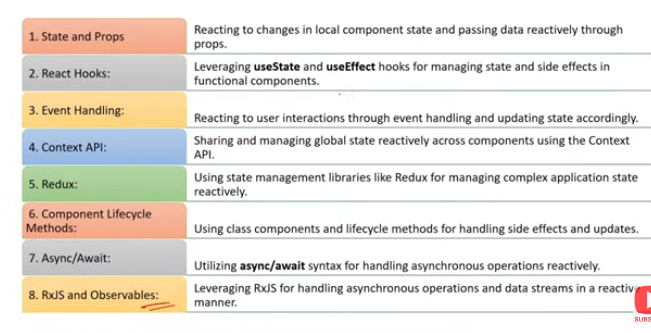 1. State and Props
Reacting to changes in local component state and passing data reactively through
props.
2. React Hooks:
Leveraging useState and useEffect hooks for managing state and side effects in
functional components.
3. Event Handling:
Reacting to user interactions through event handling and updating state accordingly.
4. Context API:
Sharing and managing global state reactively across components using the Context
API.
5. Redux:
Using state management libraries like Redux for managing complex application state
reactively.
6. Component Lifecycle
Methods:
Using class components and lifecycle methods for handling side effects and updates.
7. Async/Await:
Utilizing async/await syntax for handling asynchronous operations reactively.
8. RxJS and Observables:
Leveraging RxJS for handling asynchronous operations and data streams in a reactive
manner.
SUBS